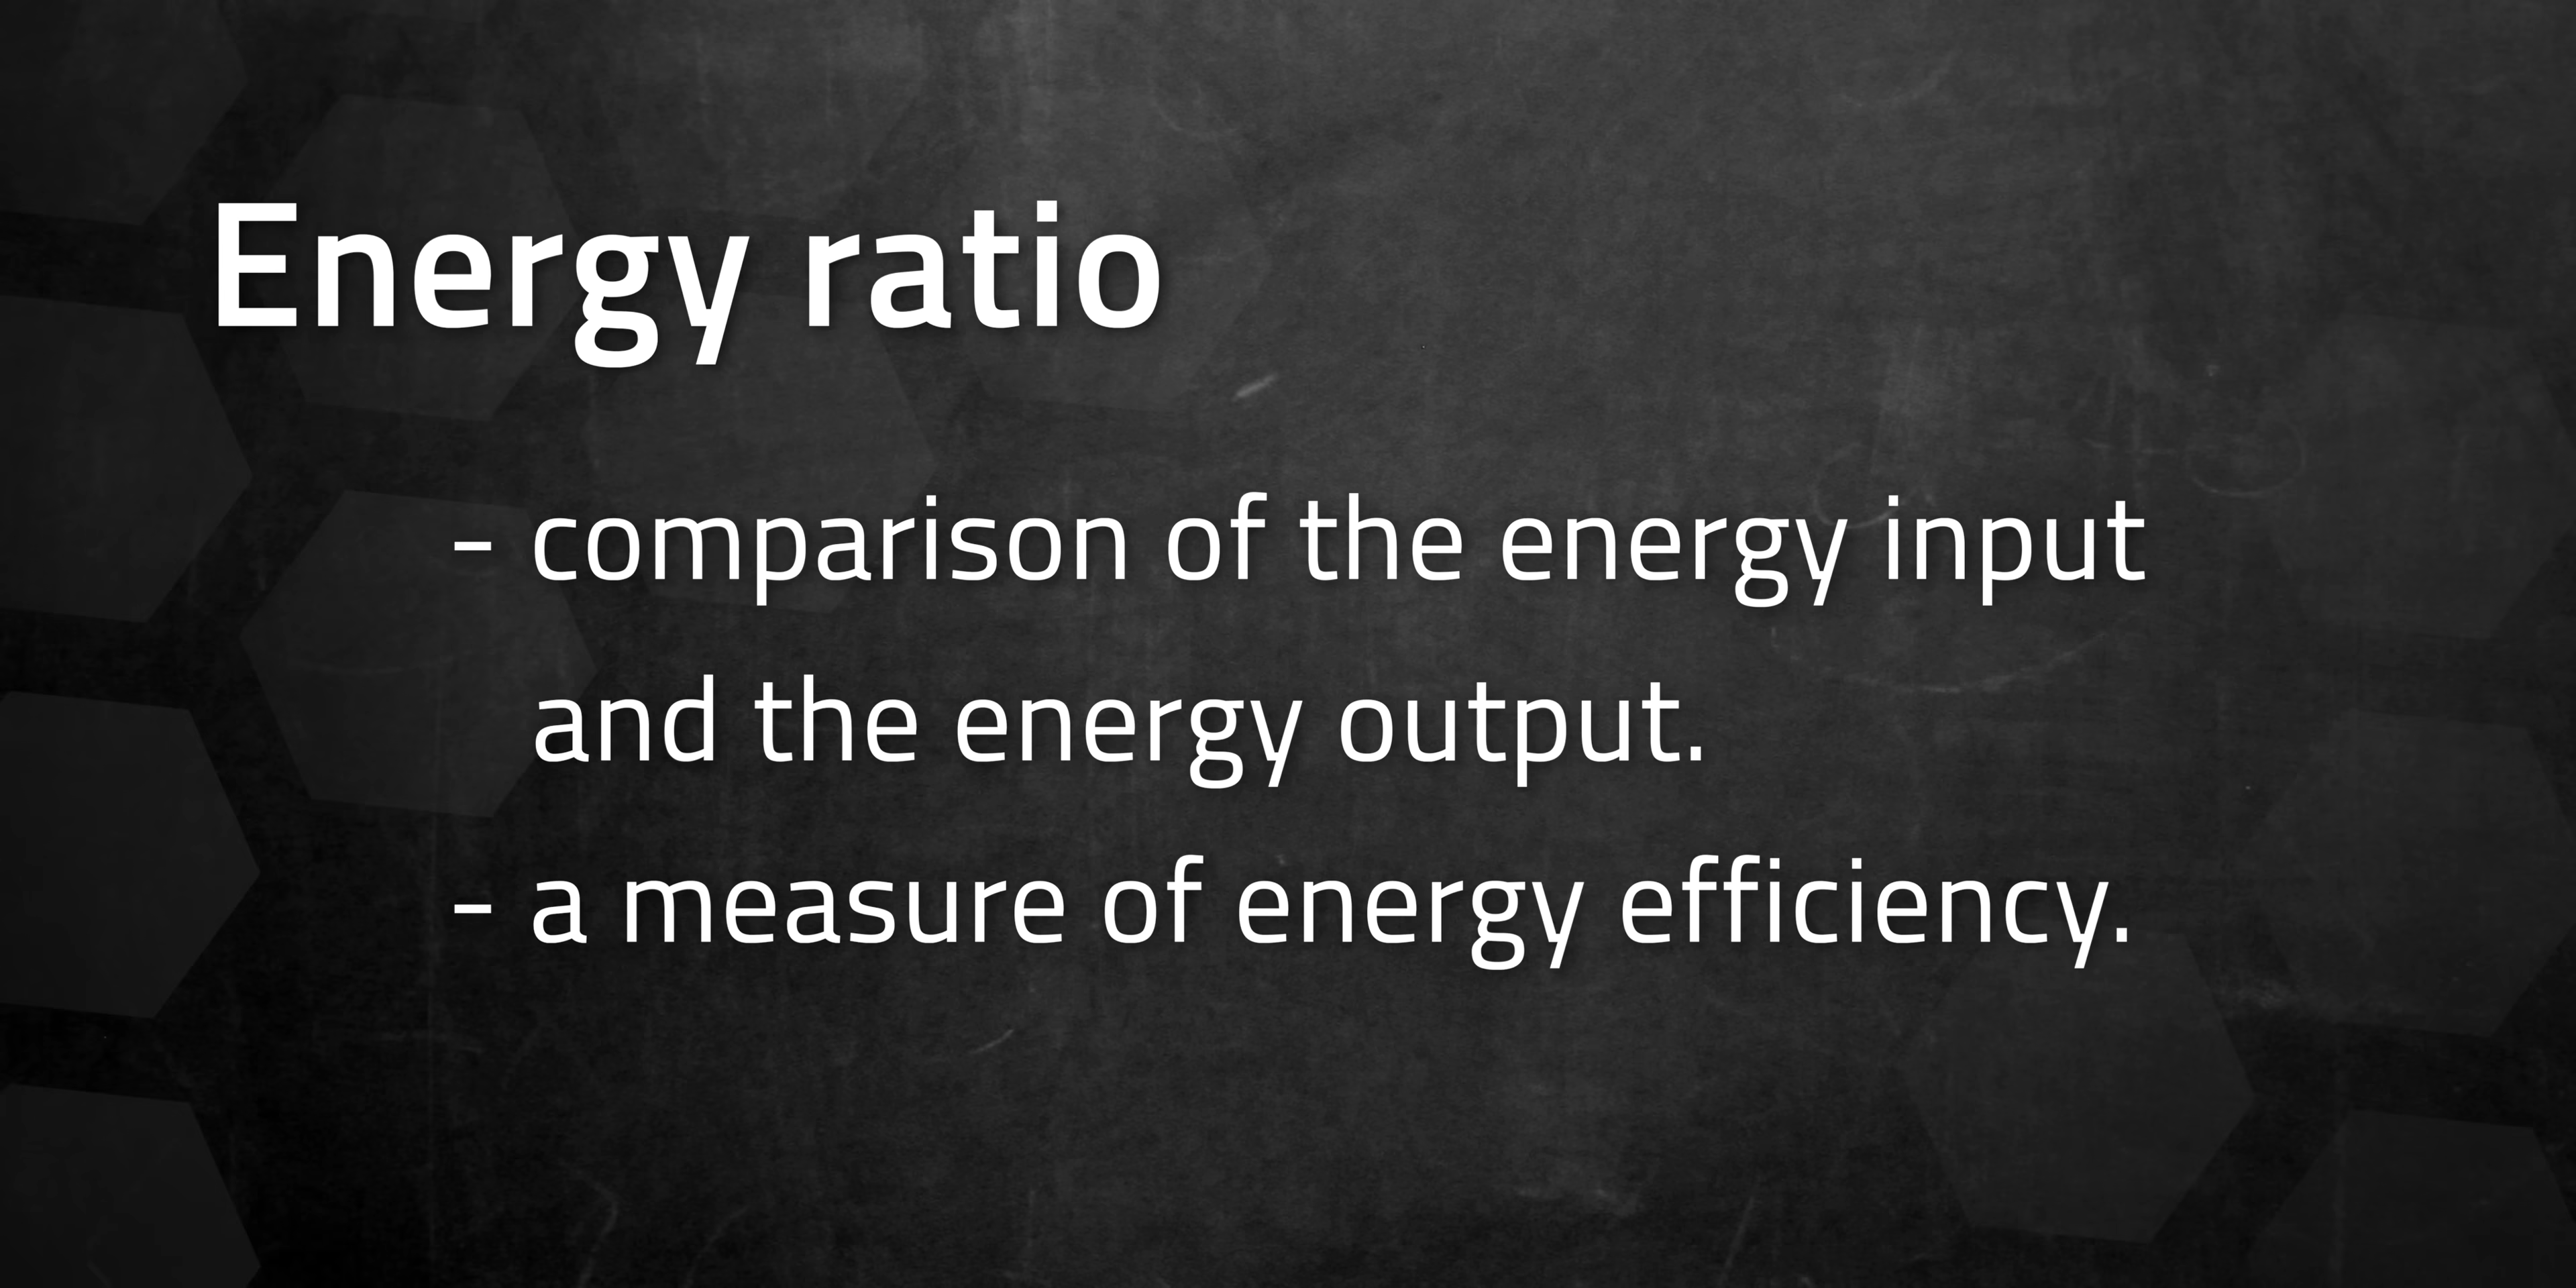 Energy ratio
- comparison of the energy input
and the energy output.
- a measure of energy efficiency.